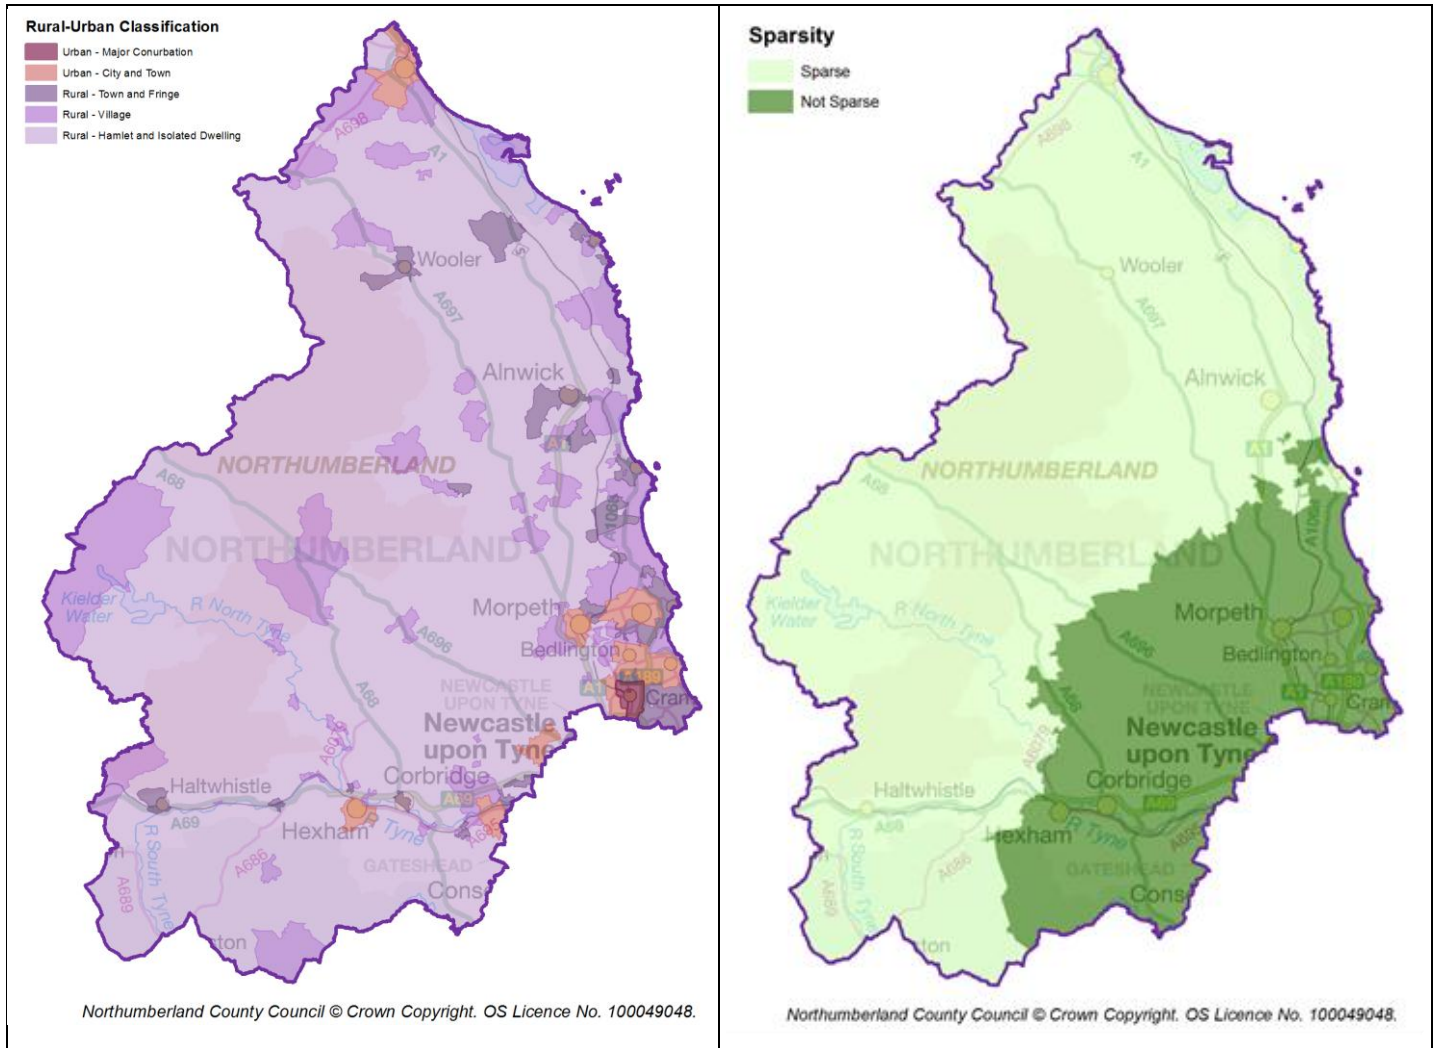 Rural-Urban Classification
Urban - Major Conurbation
Urban - City and Town
Rural - Town and Fringe
Rural - Village
Rural - Hamlet and Isolated Dwelling
A698
A1
Wooler
A697
Alnwick
A1
NORTHUMBERLAND
A68
A1068
NORTHUMBERLAND
Kielder
Water
R North Tyne
Morpeth
A696
Bedlington
A1
A189
Cram
NEWCASTLE
UPON TYNE
A68
Newcastle
upon Tyne
A6079
Corbridge
Haltwhistle
A69
A69
Hexham
R Tyne
A695
R South Tyne
A686
GATESHEAD
A689
Conse
ston
Northumberland County Council © Crown Copyright. OS Licence No. 100049048.
Sparsity
Sparse
Not Sparse
A698
A1
Wooler
A697
Alnwick
A1
NORTHUMBERLAND
A68
A1068
NORTHUMBERLAND
Kielder
Water
R North Tyne
Morpeth
A696
Bedlington
A1
A189
Cram
NEWCASTLE
UPON TYNE
A68
Newcastle
upon Tyne
A6079
Corbridge
Haltwhistle
A69
A69
Hexham
R Tyne
A695
R South Tyne
A686
GATESHEAD
A689
Cons
ston
Northumberland County Council © Crown Copyright. OS Licence No. 100049048.